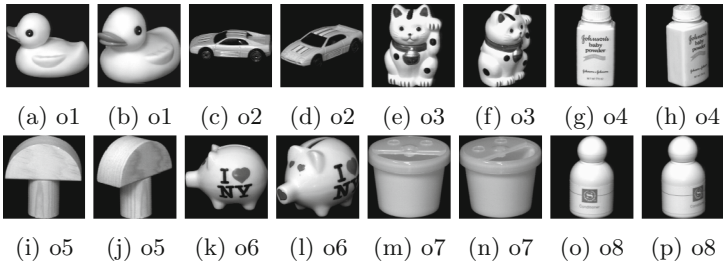 Johnson's
baby
powder
(a) o1 (b) o1 (c) o2 (d) o2 (e) o3 (f) o3 (g) o4 (h) o4
I
NY
I
NY
(i) o5 (j) o5 (k) o6 (l) o6 (m) o7 (n) o7 (o) o8 (p) o8